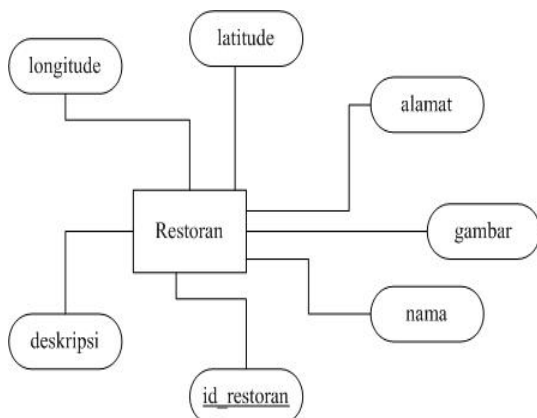 latitude
longitude
alamat
Restoran
gambar
nama
deskripsi
id_restoran